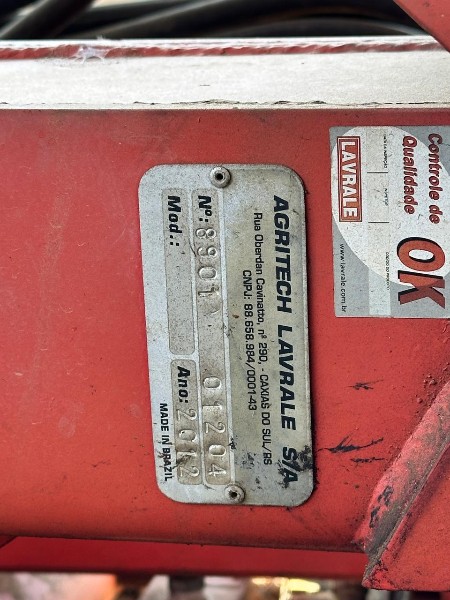 AGRITECH LAVRALE S/A
Rua Oberdan Cavinatto, nº 290, - CAXIAS DO SUL/RS
CNPJ: 88.658.984/0001-43
Nº: 8901 01204
Mod.: Ano: 2012
MADE IN BRAZIL
Controle de
Qualidade
OK
LAVRALE
www.lavrale.com.br